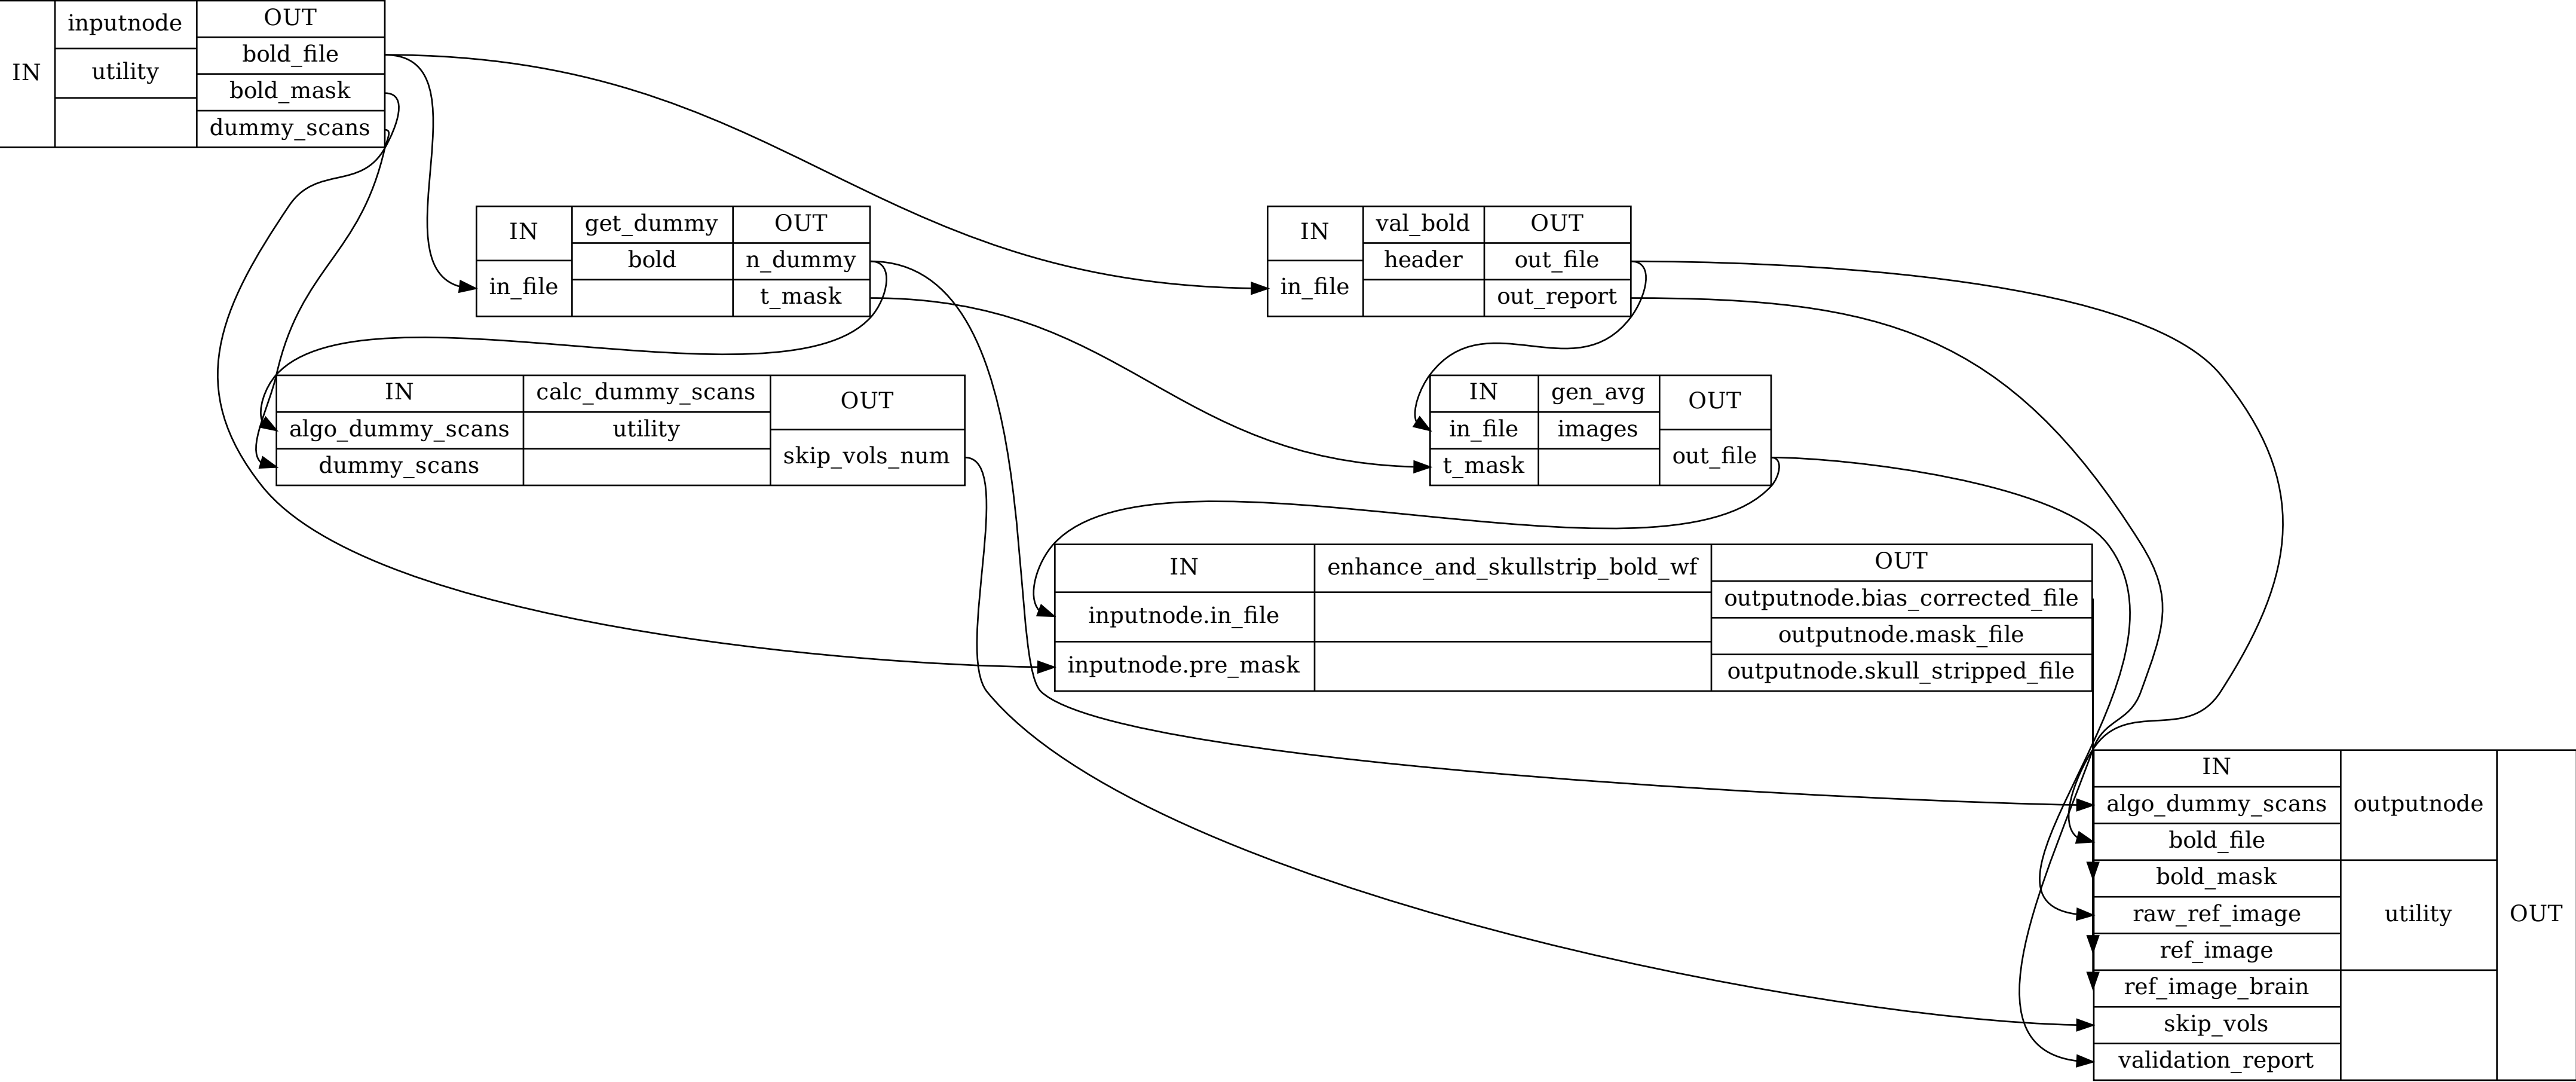 IN
inputnode
utility
OUT
bold_file
bold_mask
dummy_scans
IN
in_file
get_dummy
bold
OUT
n_dummy
t_mask
IN
in_file
val_bold
header
OUT
out_file
out_report
IN
algo_dummy_scans
dummy_scans
calc_dummy_scans
utility
OUT
skip_vols_num
IN
in_file
t_mask
gen_avg
images
OUT
out_file
IN
inputnode.in_file
inputnode.pre_mask
enhance_and_skullstrip_bold_wf
OUT
outputnode.bias_corrected_file
outputnode.mask_file
outputnode.skull_stripped_file
IN
algo_dummy_scans
bold_file
bold_mask
raw_ref_image
ref_image
ref_image_brain
skip_vols
validation_report
outputnode
utility
OUT